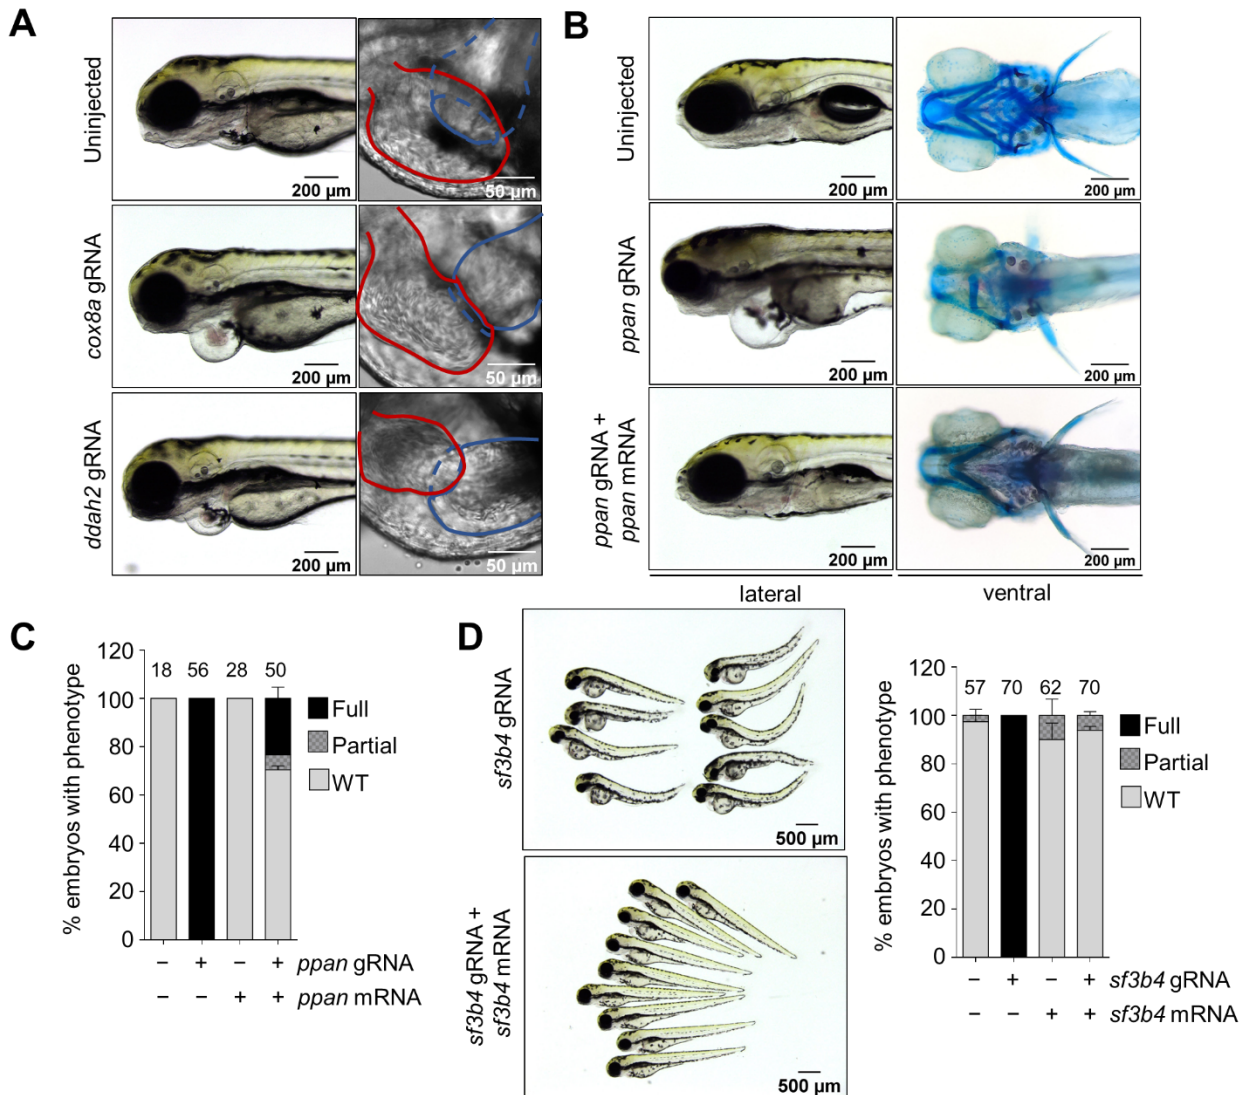 A
Uninjected
200 µm
50 µm
cox8a gRNA
200 µm
50 µm
ddah2 gRNA
200 µm
50 µm
B
Uninjected
200 µm
200 µm
ppan gRNA
200 µm
200 µm
ppan gRNA +
ppan mRNA
200 µm
200 µm
lateral
ventral
C
% embryos with phenotype
120
100
80
60
40
20
0
18 56 28 50
Full
Partial
WT
– + – + ppan gRNA
– – + + ppan mRNA
D
sf3b4 gRNA
500 µm
sf3b4 gRNA +
sf3b4 mRNA
500 µm
% embryos with phenotype
120
100
80
60
40
20
0
57 70 62 70
Full
Partial
WT
– + – + sf3b4 gRNA
– – + + sf3b4 mRNA